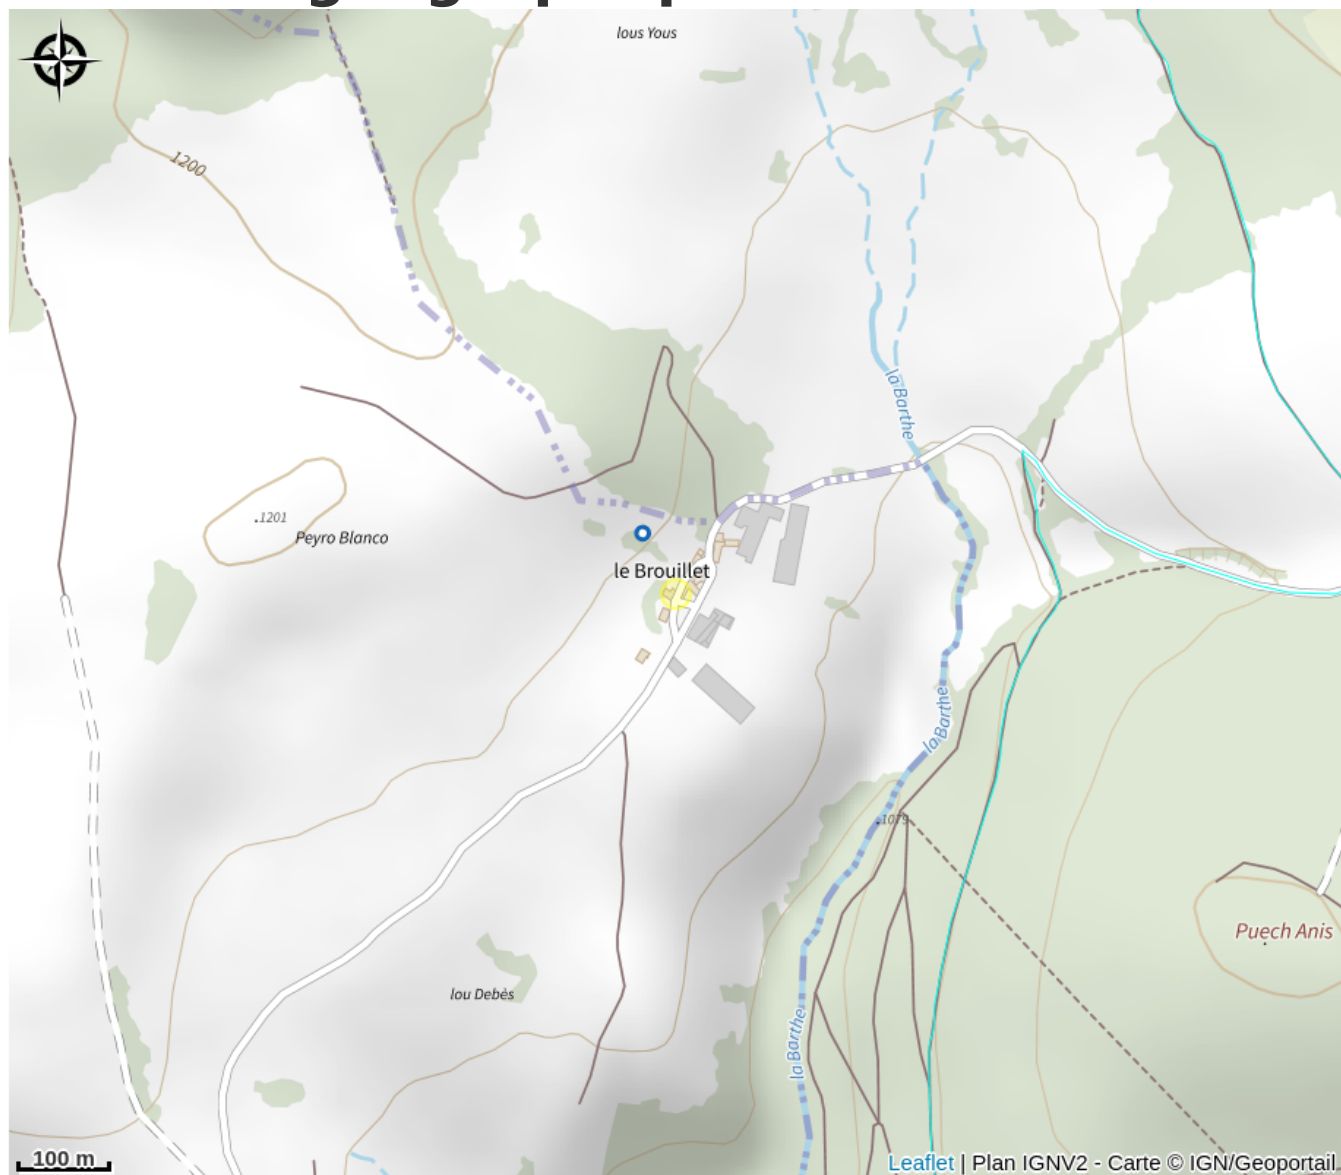 lous Yous
1200
la Barthe
1201
Peyro Blanco
le Brouillet
la Barthe
1079
Puech Anis
lou Debès
la Barthe
100 m
Leaflet | Plan IGNV2 - Carte © IGN/Geoportail